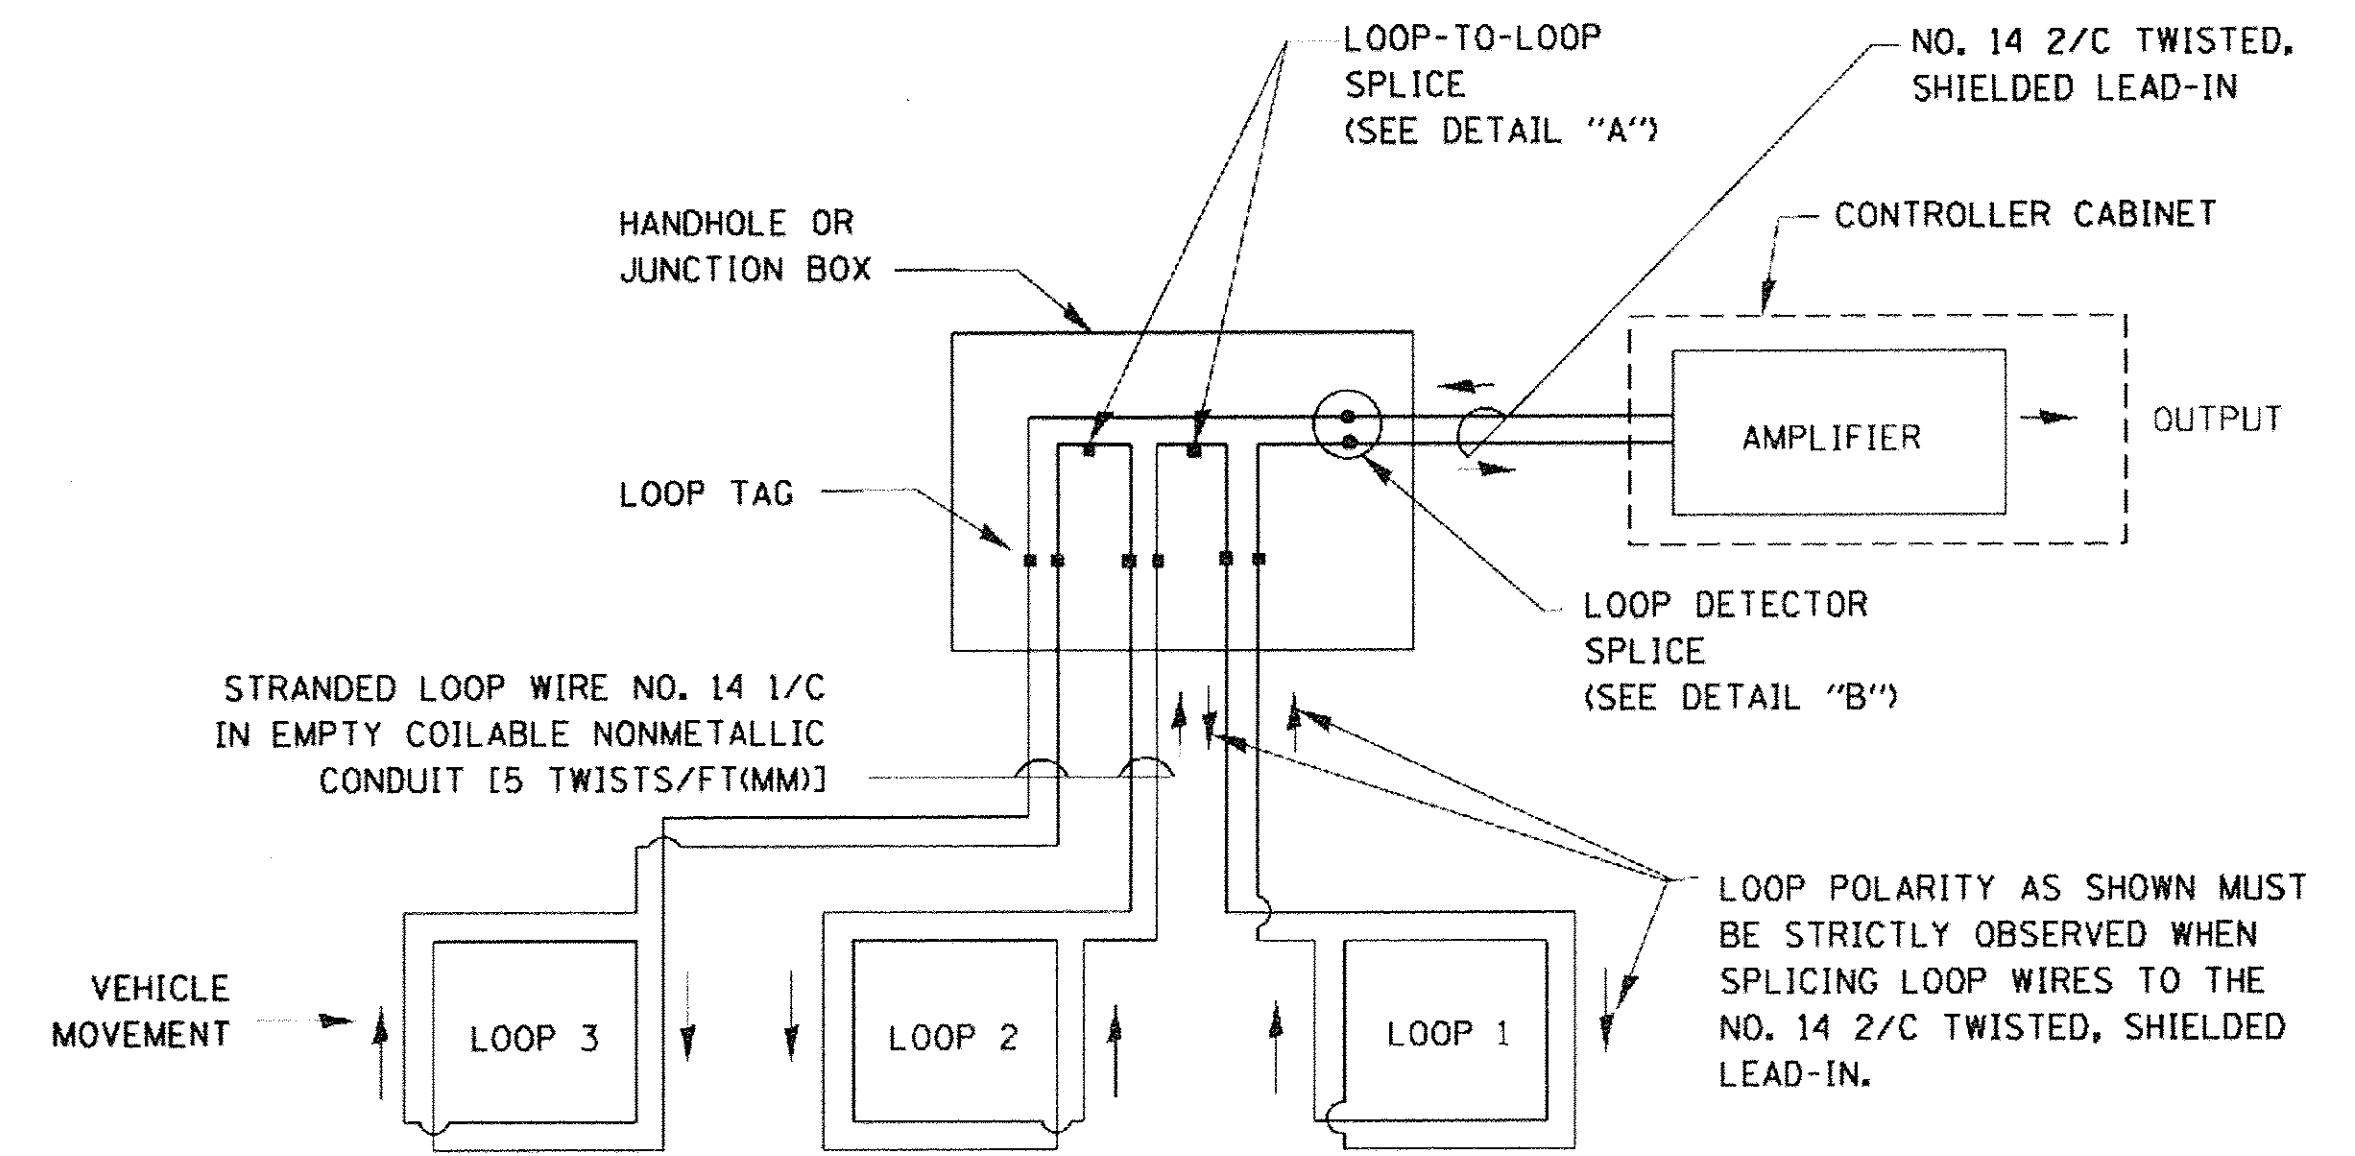 LOOP-TO-LOOP
SPLICE
(SEE DETAIL "A")
NO. 14 2/C TWISTED,
SHIELDED LEAD-IN
HANDHOLE OR
JUNCTION BOX
CONTROLLER CABINET
AMPLIFIER
OUTPUT
LOOP TAG
LOOP DETECTOR
SPLICE
(SEE DETAIL "B")
STRANDED LOOP WIRE NO. 14 1/C
IN EMPTY COILABLE NONMETALLIC
CONDUIT [5 TWISTS/FT(MM)]
VEHICLE
MOVEMENT
LOOP 3
LOOP 2
LOOP 1
LOOP POLARITY AS SHOWN MUST
BE STRICTLY OBSERVED WHEN
SPLICING LOOP WIRES TO THE
NO. 14 2/C TWISTED, SHIELDED
LEAD-IN.